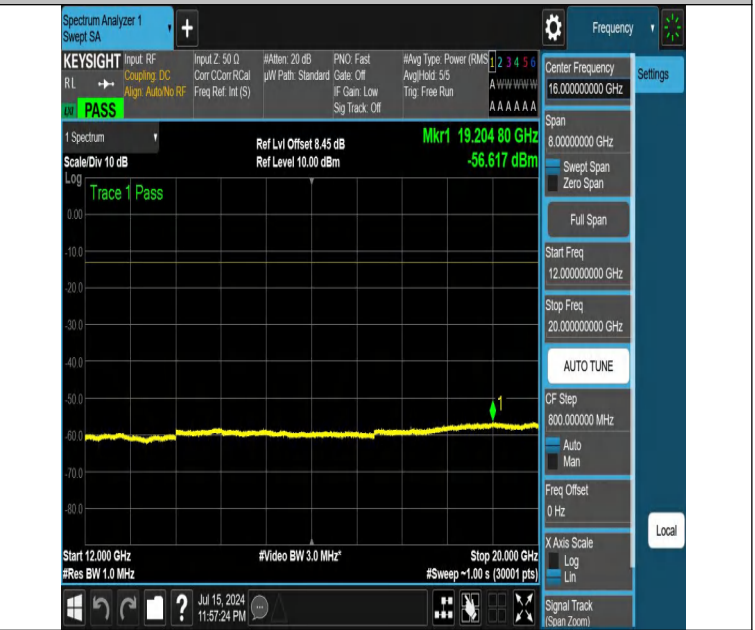 Spectrum Analyzer 1
Swept SA
+
Frequency
KEYSIGHT
RL
PASS
Input: RF
Coupling: DC
Align: Auto/No RF
Input Z: 50 Ω
Corr CCorr RCal
Freq Ref: Int (S)
#Atten: 20 dB
µW Path: Standard
PNO: Fast
Gate: Off
IF Gain: Low
Sig Track: Off
#Avg Type: Power (RMS
Avg|Hold: 5/5
Trig: Free Run
1 2 3 4 5 6
A W W W W W
A A A A A A
1 Spectrum
Scale/Div 10 dB
Ref Lvl Offset 8.45 dB
Ref Level 10.00 dBm
Mkr1 19.204 80 GHz
-56.617 dBm
Log
Trace 1 Pass
0.00
-10.0
-20.0
-30.0
-40.0
-50.0
-60.0
-70.0
-80.0
1
Start 12.000 GHz
#Res BW 1.0 MHz
#Video BW 3.0 MHz*
Stop 20.000 GHz
#Sweep ~1.00 s (30001 pts)
Center Frequency
16.000000000 GHz
Settings
Span
8.00000000 GHz
Swept Span
Zero Span
Full Span
Start Freq
12.000000000 GHz
Stop Freq
20.000000000 GHz
AUTO TUNE
CF Step
800.000000 MHz
Auto
Man
Freq Offset
0 Hz
X Axis Scale
Log
Lin
Signal Track
(Span Zoom)
Local
?
Jul 15, 2024
11:57:24 PM